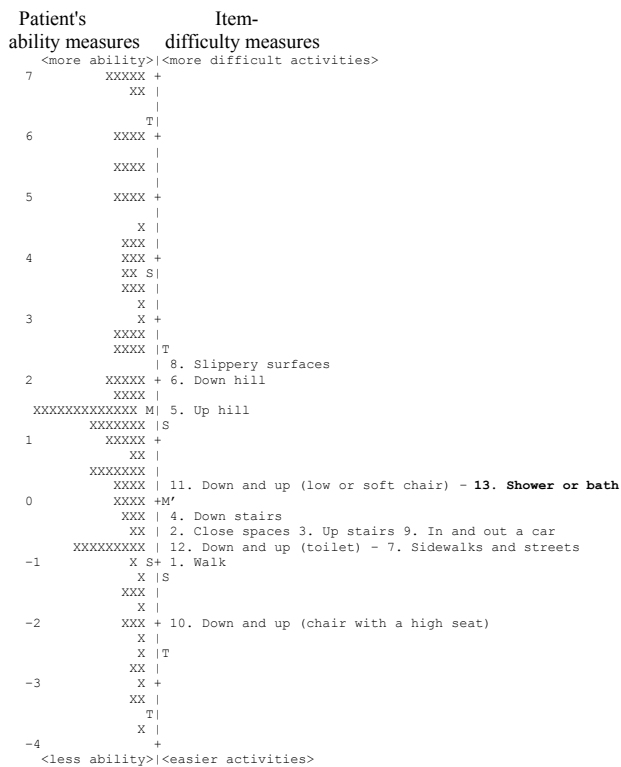 Patient's Item-
ability measures difficulty measures
<more ability>|<more difficult activities>
7 XXXXX +
XX |
|
T|
6 XXXX +
|
XXXX |
|
5 XXXX +
|
X |
XXX |
4 XXX +
XX S|
XXX |
X |
3 X +
XXXX |
XXXX |T
| 8. Slippery surfaces
2 XXXXX + 6. Down hill
XXXX |
XXXXXXXXXXXXX M| 5. Up hill
XXXXXXX |S
1 XXXXX +
XX |
XXXXXXX |
XXXX | 11. Down and up (low or soft chair) – 13. Shower or bath
0 XXXX +M’
XXX | 4. Down stairs
XX | 2. Close spaces 3. Up stairs 9. In and out a car
XXXXXXXXX | 12. Down and up (toilet) – 7. Sidewalks and streets
−1 X S+ 1. Walk
X |S
XXX |
X |
−2 XXX + 10. Down and up (chair with a high seat)
X |
X |T
XX |
−3 X +
XX |
T|
X |
−4 +
<less ability>|<easier activities>